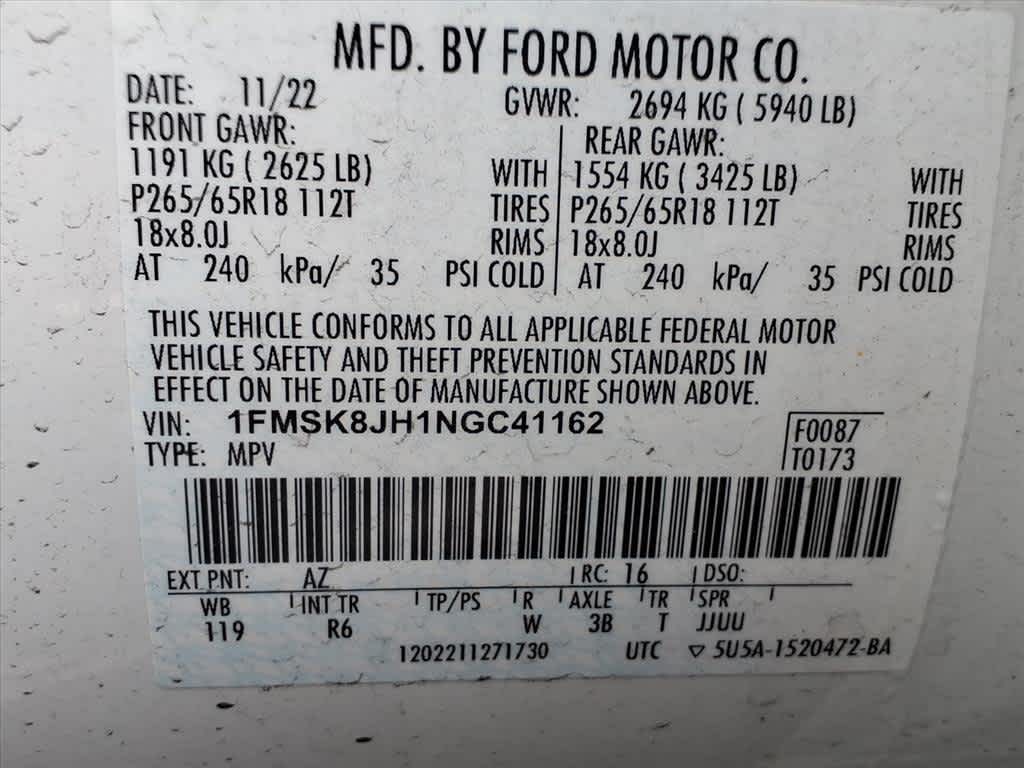 MFD. BY FORD MOTOR CO.
DATE: 11/22 GVWR: 2694 KG ( 5940 LB)
FRONT GAWR: REAR GAWR:
1191 KG ( 2625 LB) WITH 1554 KG ( 3425 LB) WITH
P265/65R18 112T TIRES P265/65R18 112T TIRES
18x8.0J RIMS 18x8.0J RIMS
AT 240 kPa/ 35 PSI COLD AT 240 kPa/ 35 PSI COLD
THIS VEHICLE CONFORMS TO ALL APPLICABLE FEDERAL MOTOR
VEHICLE SAFETY AND THEFT PREVENTION STANDARDS IN
EFFECT ON THE DATE OF MANUFACTURE SHOWN ABOVE.
VIN: 1FMSK8JH1NGC41162 F0087
TYPE: MPV T0173
EXT PNT: AZ RC: 16 DSO:
WB INT TR TP/PS R AXLE TR SPR
119 R6 W 3B T JJUU
1202211271730 UTC ▽ 5U5A-1520472-BA